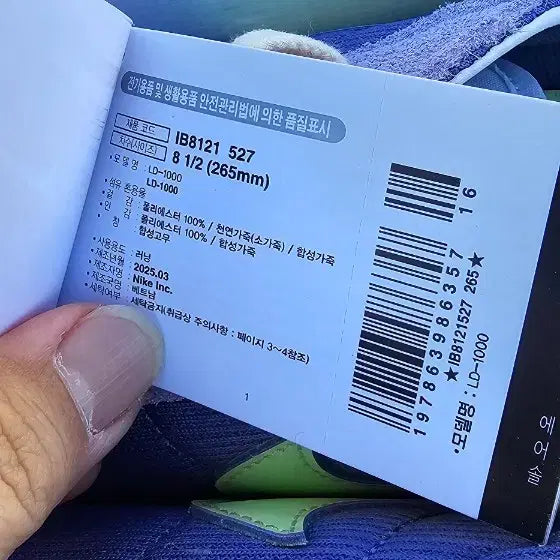 전기용품 및 생활용품 안전관리법에 의한 품질표시
제품 코드 IB8121 527
치수(사이즈) 8 1/2 (265mm)
•모델명 : LD-1000
LD-1000
•섬유 혼용율
겉 감 : 폴리에스터 100% / 천연가죽(소가죽) / 합성가죽
안 감 : 폴리에스터 100% / 합성가죽
창 : 합성고무
•사용용도 : 러닝
•제조년월 : 2025.03
•제조자명 : Nike Inc.
•제조국명 : 베트남
•세탁여부 : 세탁금지(취급상 주의사항 : 페이지 3~4참조)
1
16
197863986357
★IB8121527 265★
•모델명 : LD-1000
에어솔